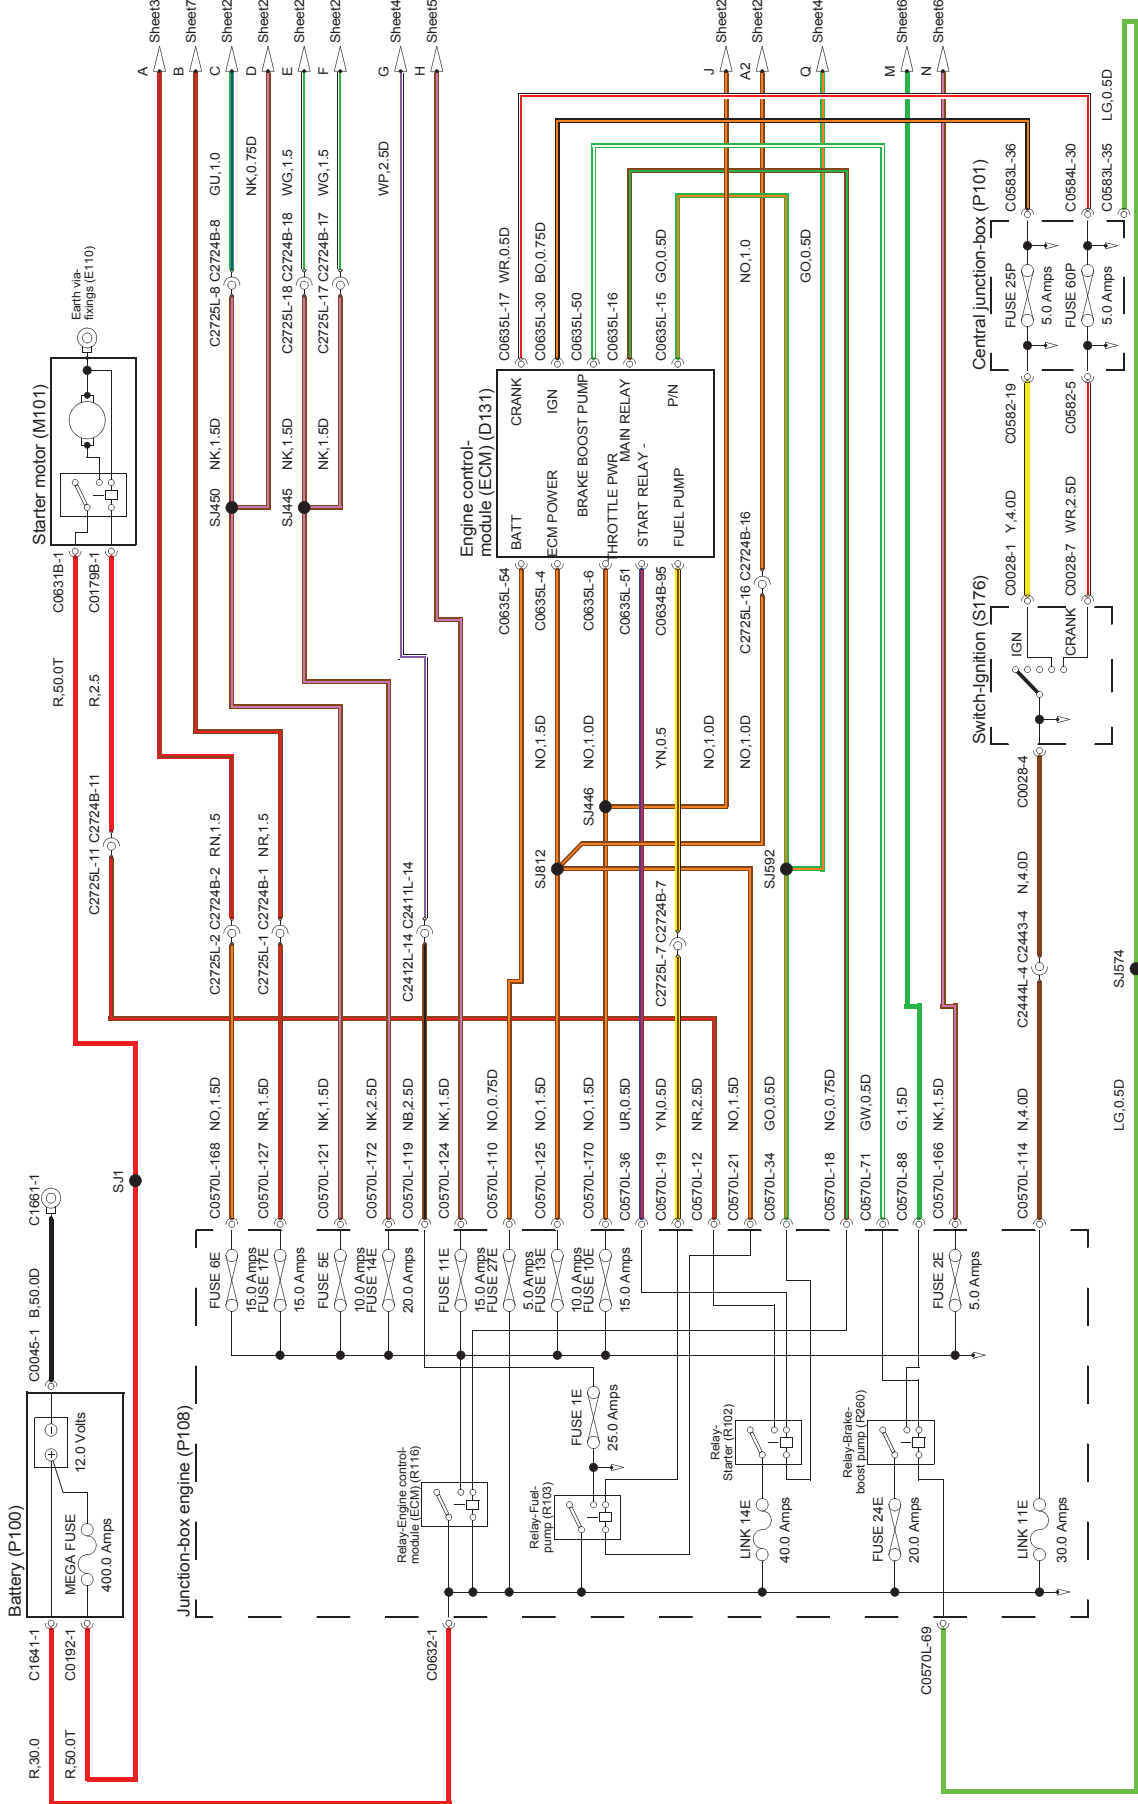 A Sheet3
B Sheet7
C Sheet2
D Sheet2
E Sheet2
F Sheet2
G Sheet4
H Sheet5
J Sheet2
A2 Sheet2
Q Sheet4
M Sheet6
N Sheet6
Battery (P100)
MEGA FUSE
400.0 Amps
12.0 Volts
C1641-1
C0192-1
R,30.0
R,50.0T
C0045-1 B,50.0D C1661-1
SJ1
Starter motor (M101)
Earth via-
fixings (E110)
C0631B-1
C0179B-1
R,50.0T
R,2.5
C2725L-11 C2724B-11
C2725L-2 C2724B-2 RN,1.5
C2725L-1 C2724B-1 NR,1.5
C2412L-14 C2411L-14
SJ450
SJ445
NK,1.5D
NK,1.5D
NK,1.5D
C2725L-8 C2724B-8 GU,1.0
NK,0.75D
C2725L-18 C2724B-18 WG,1.5
C2725L-17 C2724B-17 WG,1.5
WP,2.5D
Engine control-
module (ECM) (D131)
BATT
ECM POWER
THROTTLE PWR
START RELAY -
FUEL PUMP
CRANK
IGN
BRAKE BOOST PUMP
MAIN RELAY
P/N
C0635L-17 WR,0.5D
C0635L-30 BO,0.75D
C0635L-50
C0635L-16
C0635L-15 GO,0.5D
C0635L-54
C0635L-4
C0635L-6
C0635L-51
C0634B-95
NO,1.5D
NO,1.0D
YN,0.5
NO,1.0D
NO,1.0D
C2725L-16 C2724B-16
NO,1.0
GO,0.5D
SJ812
SJ446
SJ592
C2725L-7 C2724B-7
Central junction-box (P101)
FUSE 25P
5.0 Amps
FUSE 60P
5.0 Amps
C0583L-36
C0584L-30
C0583L-35
LG,0.5D
C0582-19
C0582-5
Y,4.0D
WR,2.5D
C0028-1
C0028-7
Switch-Ignition (S176)
IGN
CRANK
C0028-4
C2444L-4 C2443-4 N,4.0D
SJ574
LG,0.5D
Junction-box engine (P108)
C0570L-168 NO,1.5D
C0570L-127 NR,1.5D
C0570L-121 NK,1.5D
C0570L-172 NK,2.5D
C0570L-119 NB,2.5D
C0570L-124 NK,1.5D
C0570L-110 NO,0.75D
C0570L-125 NO,1.5D
C0570L-170 NO,1.5D
C0570L-36 UR,0.5D
C0570L-19 YN,0.5D
C0570L-12 NR,2.5D
C0570L-21 NO,1.5D
C0570L-34 GO,0.5D
C0570L-18 NG,0.75D
C0570L-71 GW,0.5D
C0570L-88 G,1.5D
C0570L-166 NK,1.5D
C0570L-114 N,4.0D
FUSE 6E
15.0 Amps
FUSE 17E
15.0 Amps
FUSE 5E
10.0 Amps
FUSE 14E
20.0 Amps
FUSE 11E
15.0 Amps
FUSE 27E
5.0 Amps
FUSE 13E
10.0 Amps
FUSE 10E
15.0 Amps
FUSE 2E
5.0 Amps
FUSE 1E
25.0 Amps
Relay-Engine control-
module (ECM) (R116)
Relay-Fuel-
pump (R103)
Relay-
Starter (R102)
Relay-Brake-
boost pump (R260)
LINK 14E
40.0 Amps
FUSE 24E
20.0 Amps
LINK 11E
30.0 Amps
C0632-1
C0570L-69